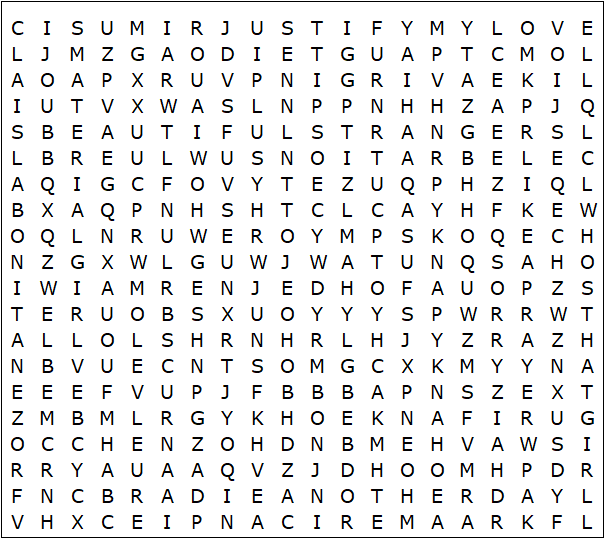 C I S U M I R J U S T I F Y M Y L O V E
L J M Z G A O D I E T G U A P T C M O L
A O A P X R U V P N I G R I V A E K I L
I U T V X W A S L N P P N H H Z A P J Q
S B E A U T I F U L S T R A N G E R S L
L B R E U L W U S N O I T A R B E L E C
A Q I G C F O V Y T E Z U Q P H Z I Q L
B X A Q P N H S H T C L C A Y H F K E W
O Q L N R U W E R O Y M P S K O Q E C H
N Z G X W L G U W J W A T U N Q S A H O
I W I A M R E N J E D H O F A U O P Z S
T E R U O B S X U O Y Y Y S P W R R W T
A L L O L S H R N H R L H J Y Z R A Z H
N B V U E C N T S O M G C X K M Y Y N A
E E E F V U P J F B B B A P N S Z E X T
Z M B M L R G Y K H O E K N A F I R U G
O C C H E N Z O H D N B M E H V A W S I
R R Y A U A A Q V Z J D H O O M H P D R
F N C B R A D I E A N O T H E R D A Y L
V H X C E I P N A C I R E M A A R K F L